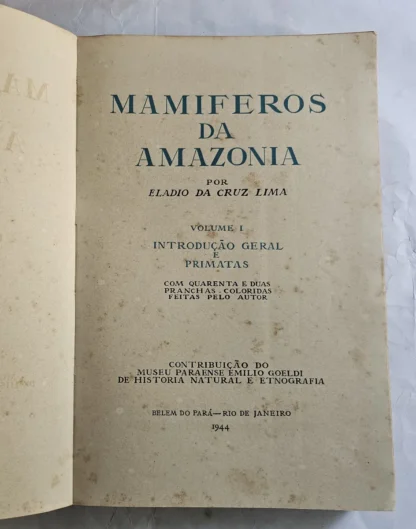 MAMIFEROS
DA
AMAZONIA
POR
ELADIO DA CRUZ LIMA
VOLUME I
INTRODUÇÃO GERAL
E
PRIMATAS
COM QUARENTA E DUAS
PRANCHAS COLORIDAS
FEITAS PELO AUTOR
CONTRIBUIÇÃO DO
MUSEU PARAENSE EMILIO GOELDI
DE HISTORIA NATURAL E ETNOGRAFIA
BELEM DO PARÁ—RIO DE JANEIRO
1944